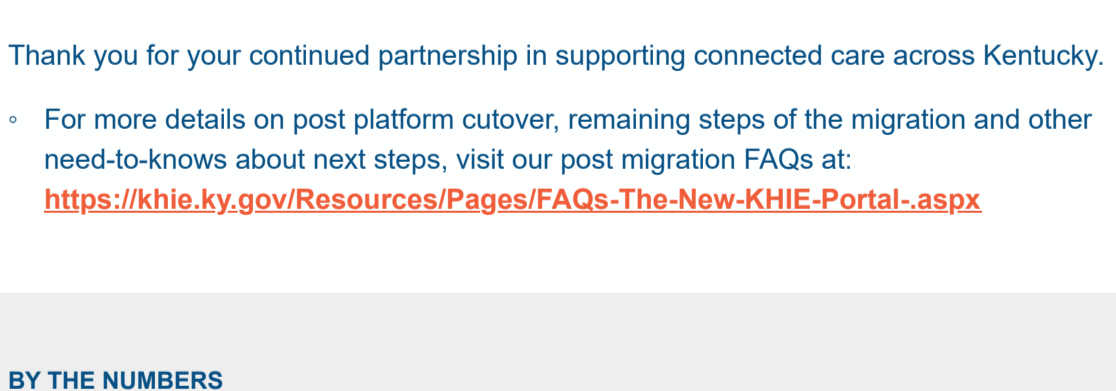 Thank you for your continued partnership in supporting connected care across Kentucky.
◦ For more details on post platform cutover, remaining steps of the migration and other
need-to-knows about next steps, visit our post migration FAQs at:
https://khie.ky.gov/Resources/Pages/FAQs-The-New-KHIE-Portal-.aspx
BY THE NUMBERS